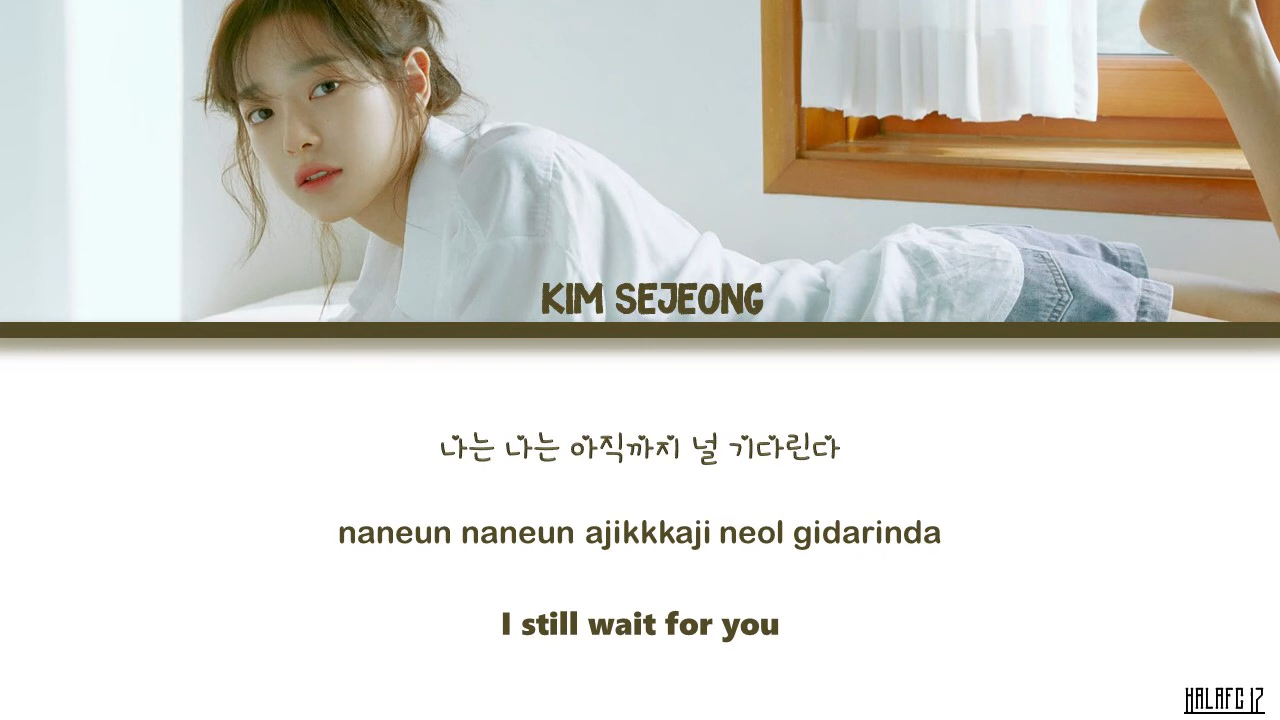 KIM SEJEONG
나는 나는 아직까지 널 기다린다
naneun naneun ajikkkaji neol gidarinda
I still wait for you
HALAFC 17